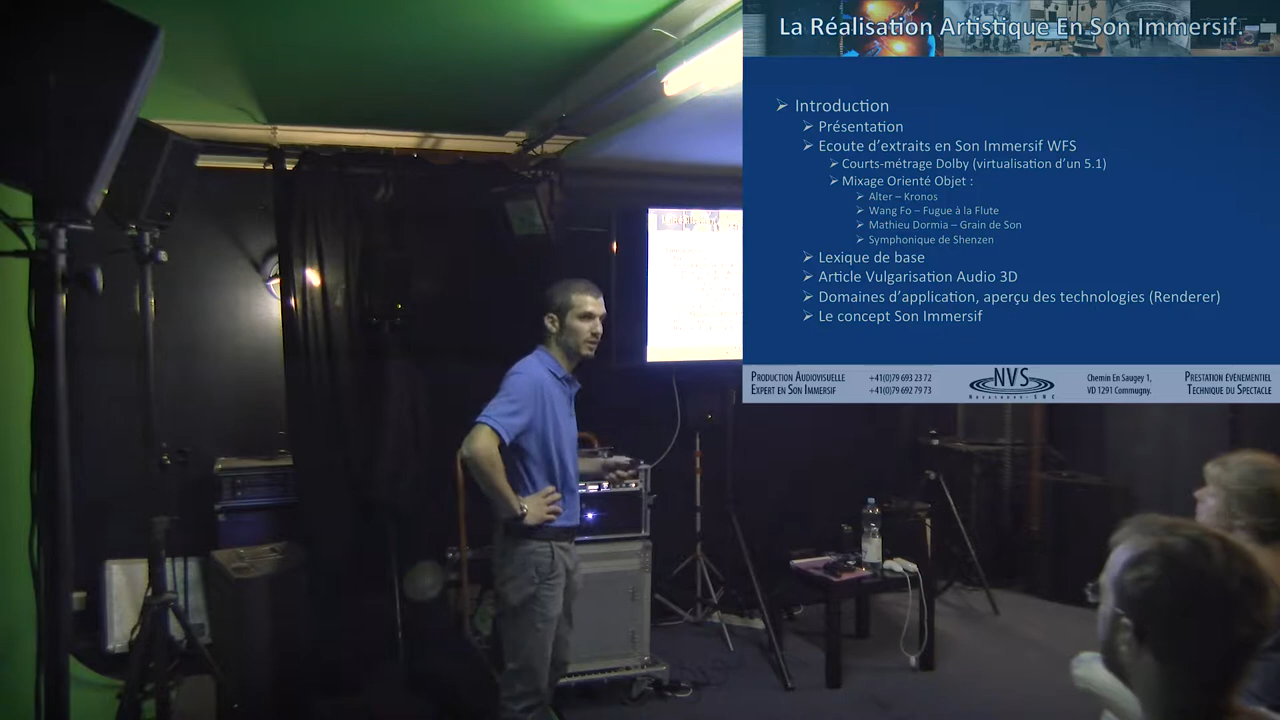 La Réalisation Artistique En Son Immersif.
➢ Introduction
➢ Présentation
➢ Ecoute d’extraits en Son Immersif WFS
➢ Courts-métrage Dolby (virtualisation d’un 5.1)
➢ Mixage Orienté Objet :
➢ Alter – Kronos
➢ Wang Fo – Fugue à la Flute
➢ Mathieu Dormia – Grain de Son
➢ Symphonique de Shenzen
➢ Lexique de base
➢ Article Vulgarisation Audio 3D
➢ Domaines d’application, aperçu des technologies (Renderer)
➢ Le concept Son Immersif
Production Audiovisuelle
Expert en Son Immersif
+41(0)79 693 23 72
+41(0)79 692 79 73
NVS
Chemin En Saugey 1,
VD 1291 Commugny.
Prestation événementiel
Technique du Spectacle